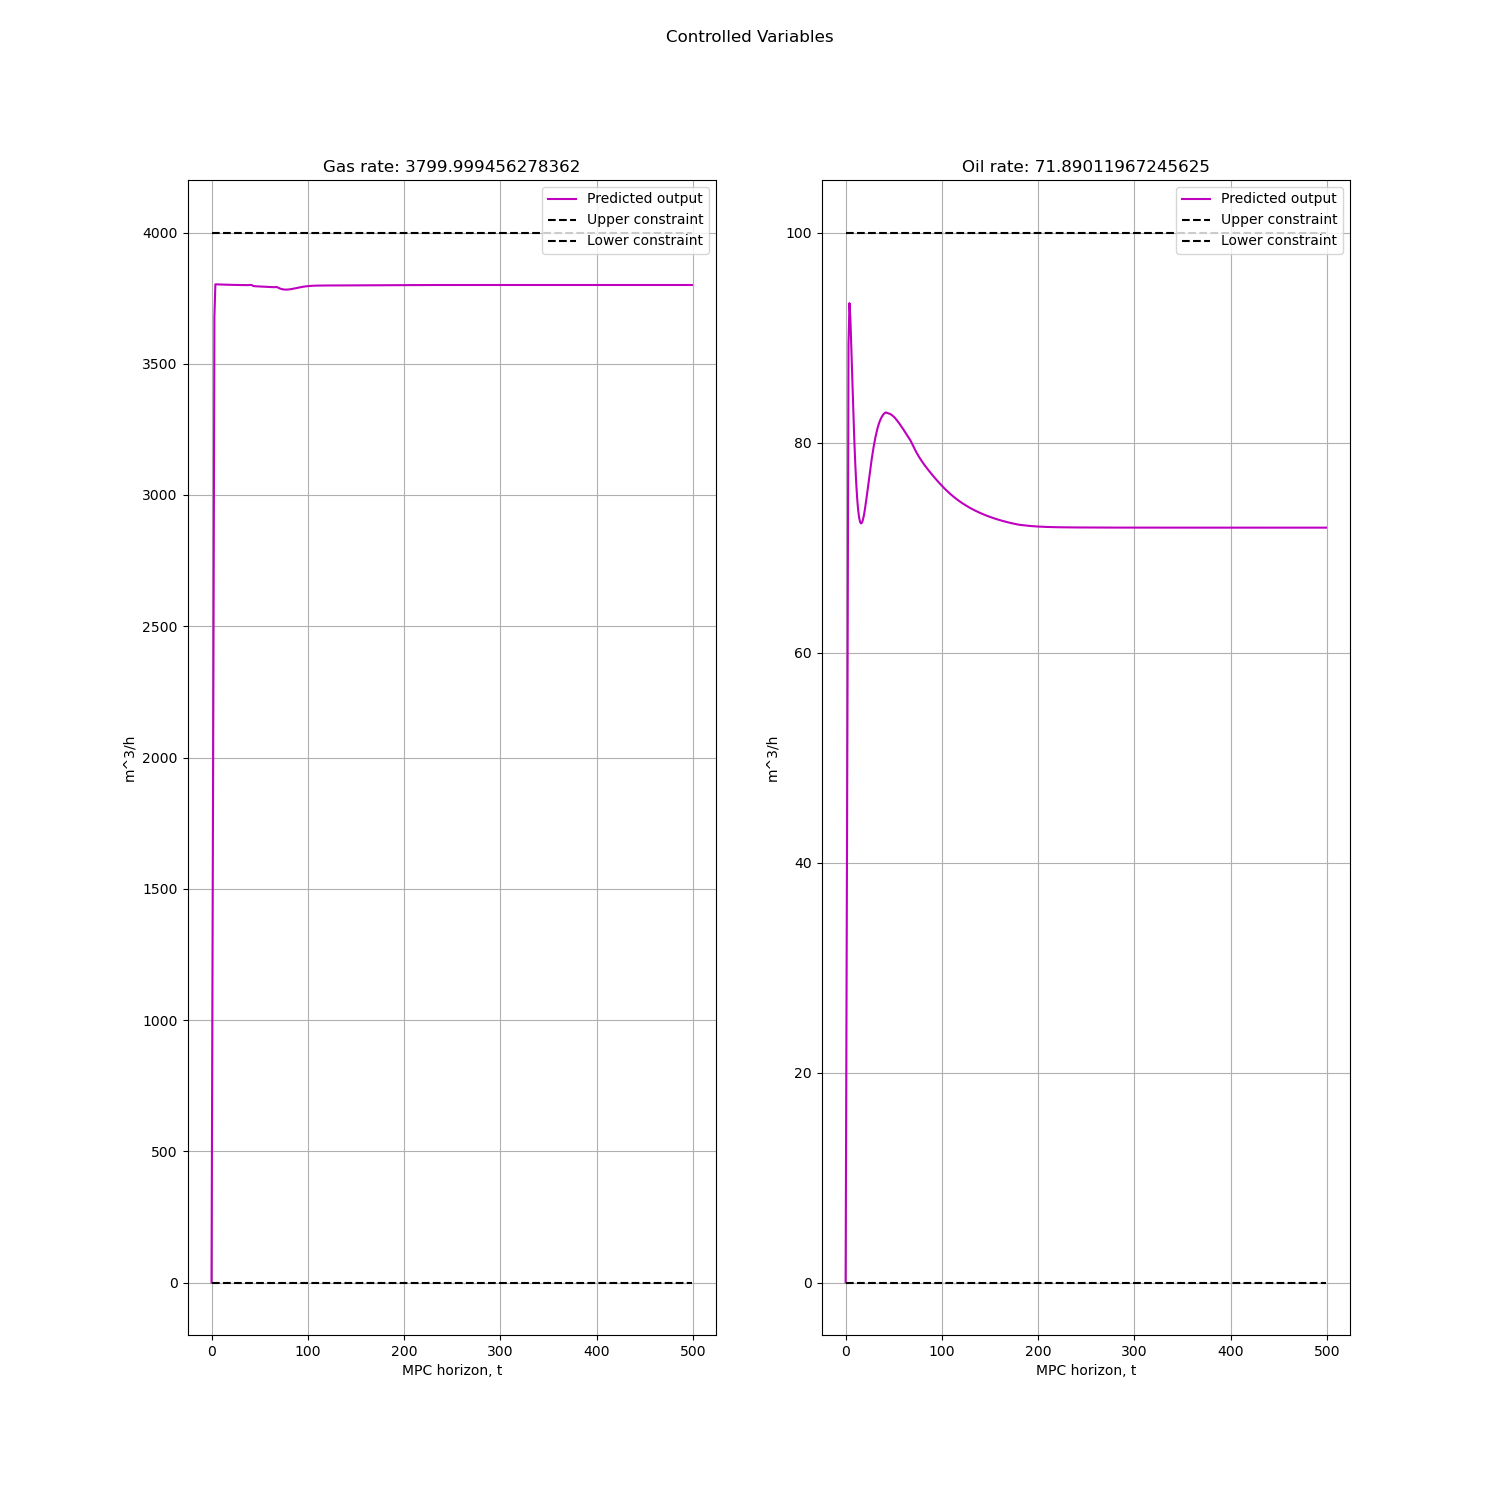 Controlled Variables
Gas rate: 3799.999456278362
Predicted output
Upper constraint
Lower constraint
4000
3500
3000
2500
2000
1500
1000
500
0
m^3/h
0 100 200 300 400 500
MPC horizon, t
Oil rate: 71.89011967245625
Predicted output
Upper constraint
Lower constraint
100
80
60
40
20
0
m^3/h
0 100 200 300 400 500
MPC horizon, t